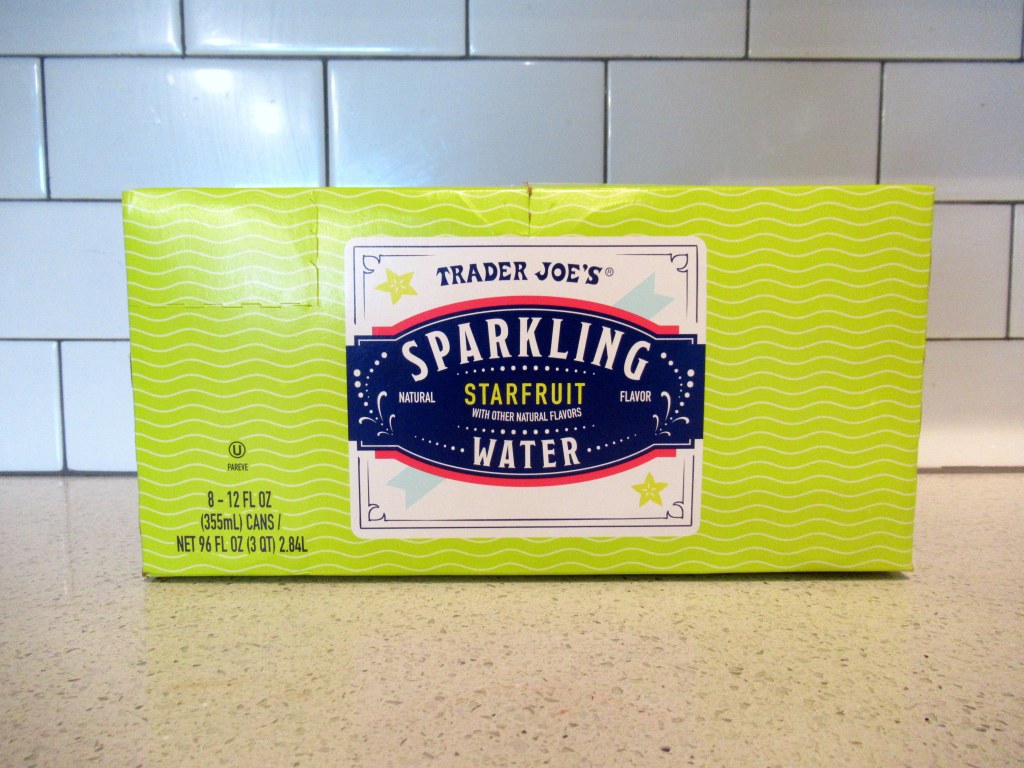 TRADER JOE'S®
SPARKLING
NATURAL STARFRUIT FLAVOR
WITH OTHER NATURAL FLAVORS
WATER
U
PAREVE
8 - 12 FL OZ
(355mL) CANS /
NET 96 FL OZ (3 QT) 2.84L